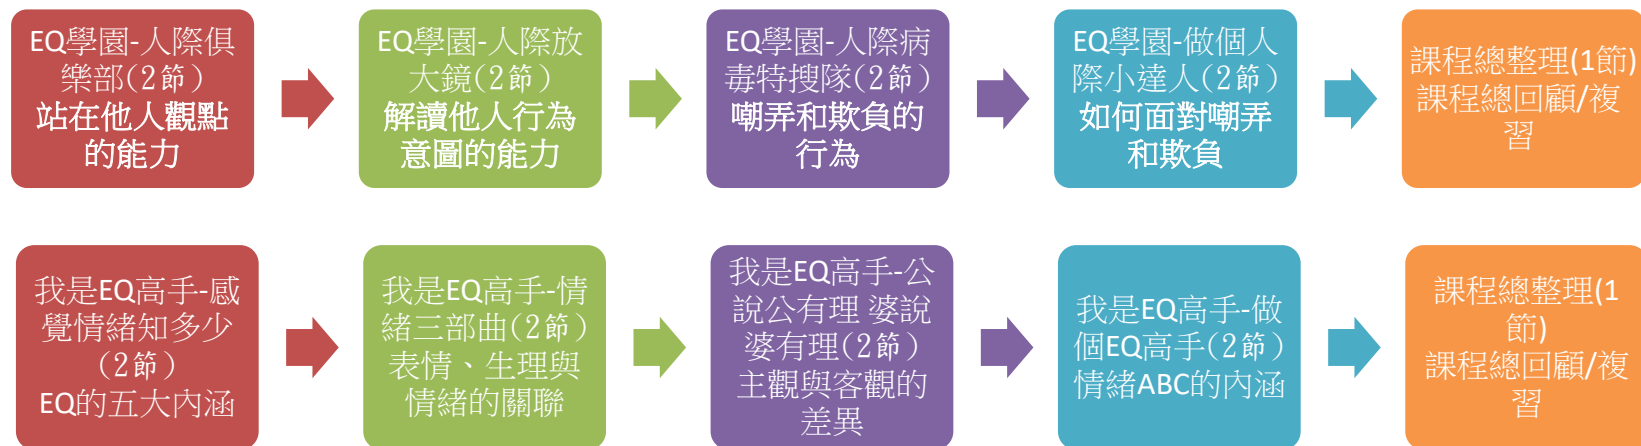 EQ學園-人際俱
樂部(2節)
站在他人觀點
的能力
EQ學園-人際放
大鏡(2節)
解讀他人行為
意圖的能力
EQ學園-人際病
毒特搜隊(2節)
嘲弄和欺負的
行為
EQ學園-做個人
際小達人(2節)
如何面對嘲弄
和欺負
課程總整理(1節)
課程總回顧/複
習
我是EQ高手-感
覺情緒知多少
(2節)
EQ的五大內涵
我是EQ高手-情
緒三部曲(2節)
表情、生理與
情緒的關聯
我是EQ高手-公
說公有理 婆說
婆有理(2節)
主觀與客觀的
差異
我是EQ高手-做
個EQ高手(2節)
情緒ABC的內涵
課程總整理(1
節)
課程總回顧/複
習